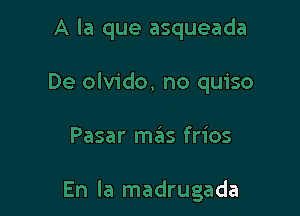 A la que asqueada
De olvido, no quiso
Pasar más fríos
En la madrugada